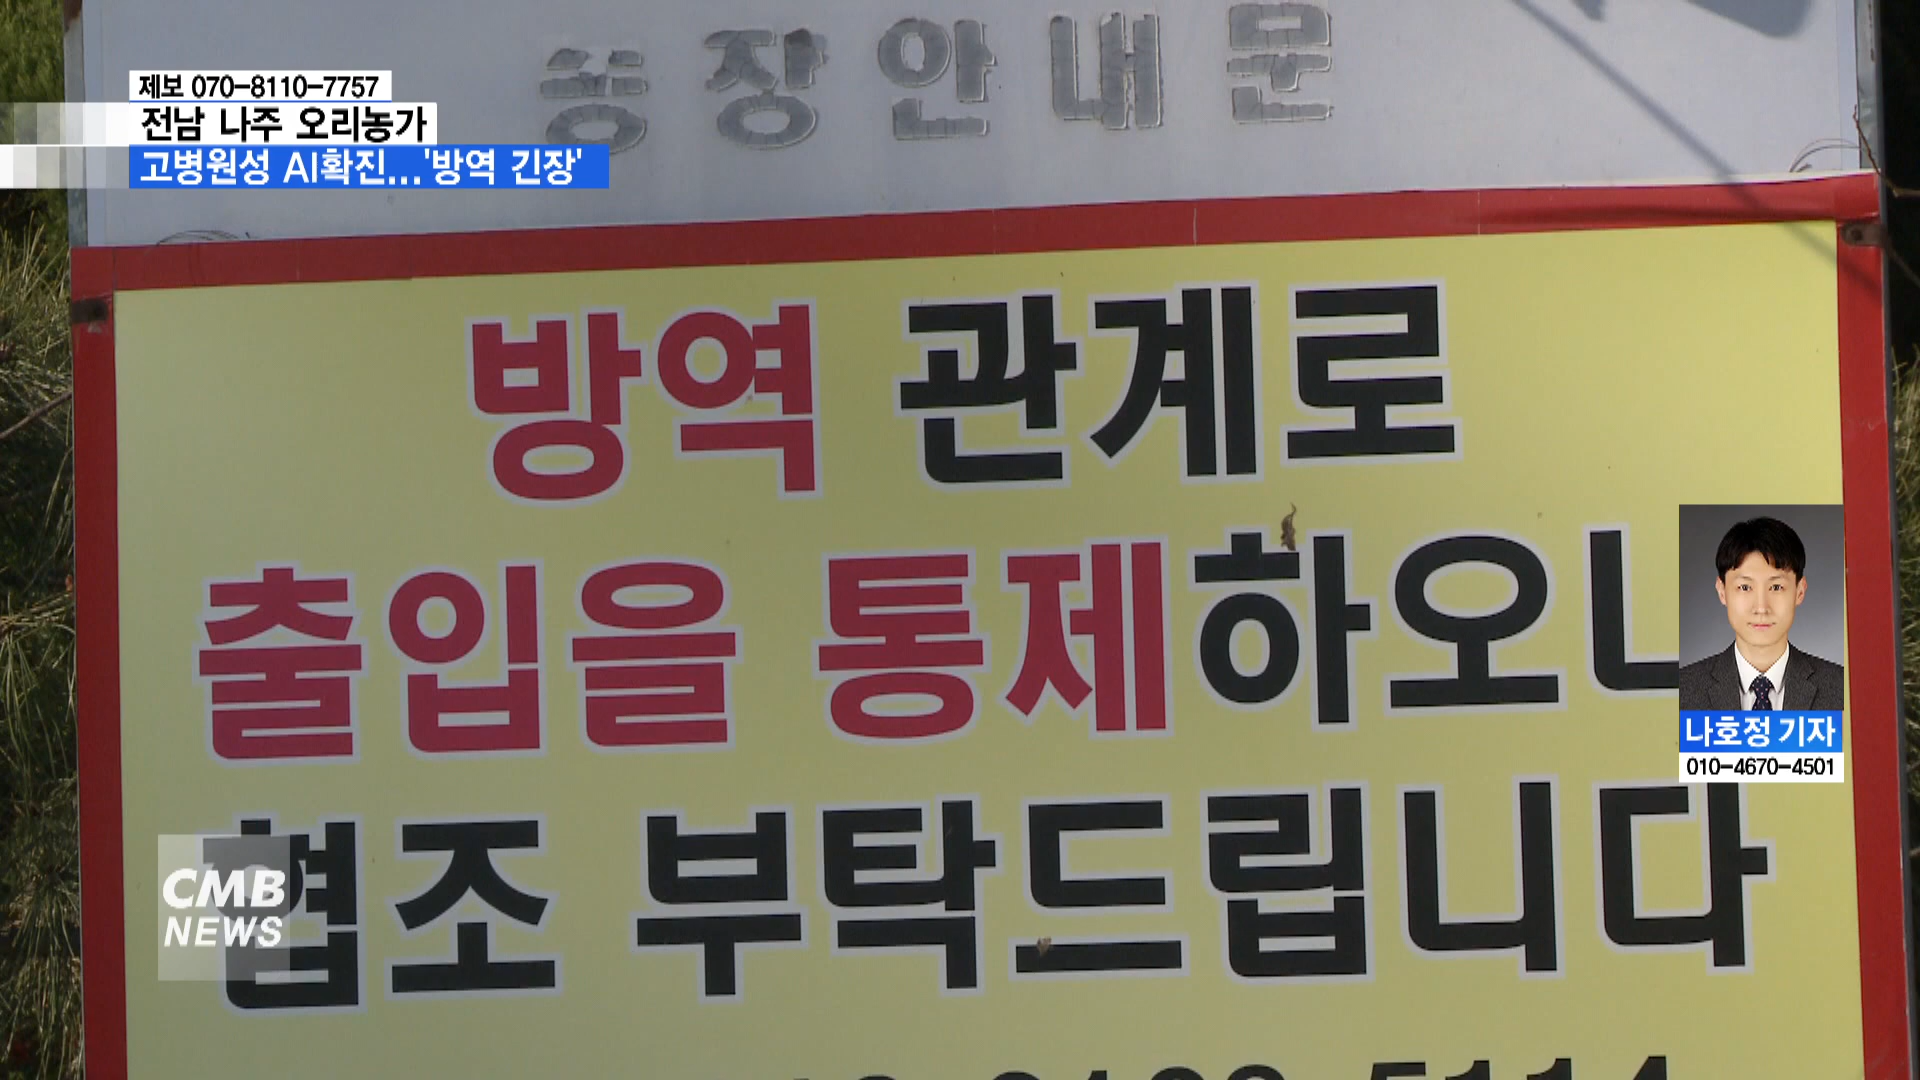 농장안내문
제보 070-8110-7757
전남 나주 오리농가
고병원성 AI확진...'방역 긴장'
방역 관계로
출입을 통제하오니
협조 부탁드립니다
나호정 기자
010-4670-4501
CMB
NEWS